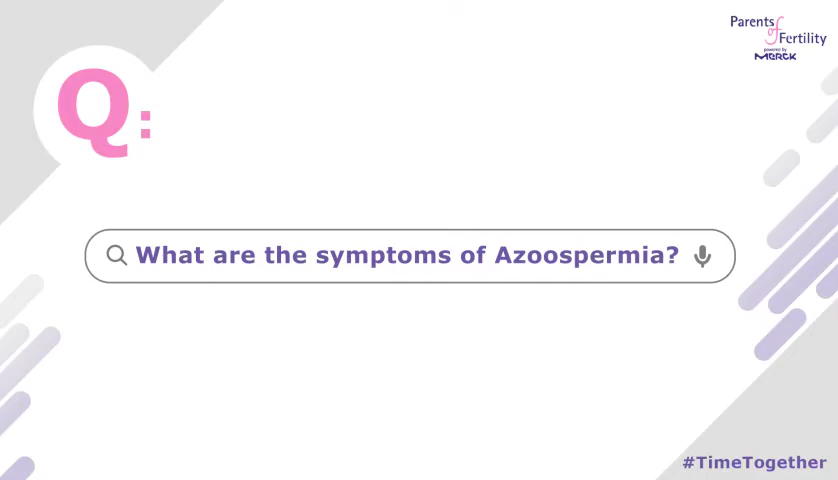 Parents
of
Fertility
powered by
MERCK
Q:
What are the symptoms of Azoospermia?
#TimeTogether